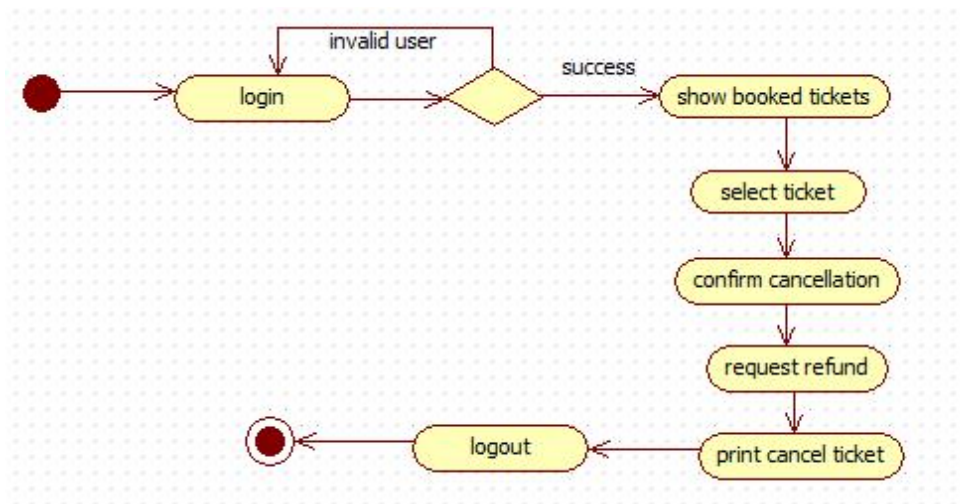 invalid user
login
success
show booked tickets
select ticket
confirm cancellation
request refund
print cancel ticket
logout